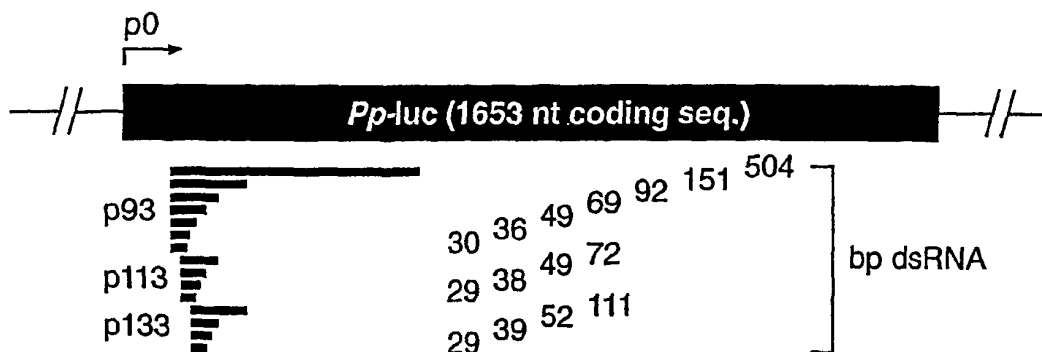 p0
Pp-luc (1653 nt coding seq.)
p93 30 36 49 69 92 151 504
p113 29 38 49 72
p133 29 39 52 111
bp dsRNA